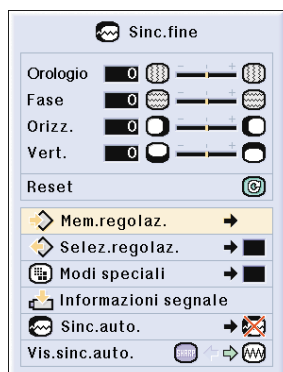 Sinc.fine
Orologio 0
Fase 0
Orizz. 0
Vert. 0
Reset
Mem.regolaz.
Selez.regolaz.
Modi speciali
Informazioni segnale
Sinc.auto.
Vis.sinc.auto. SHARP